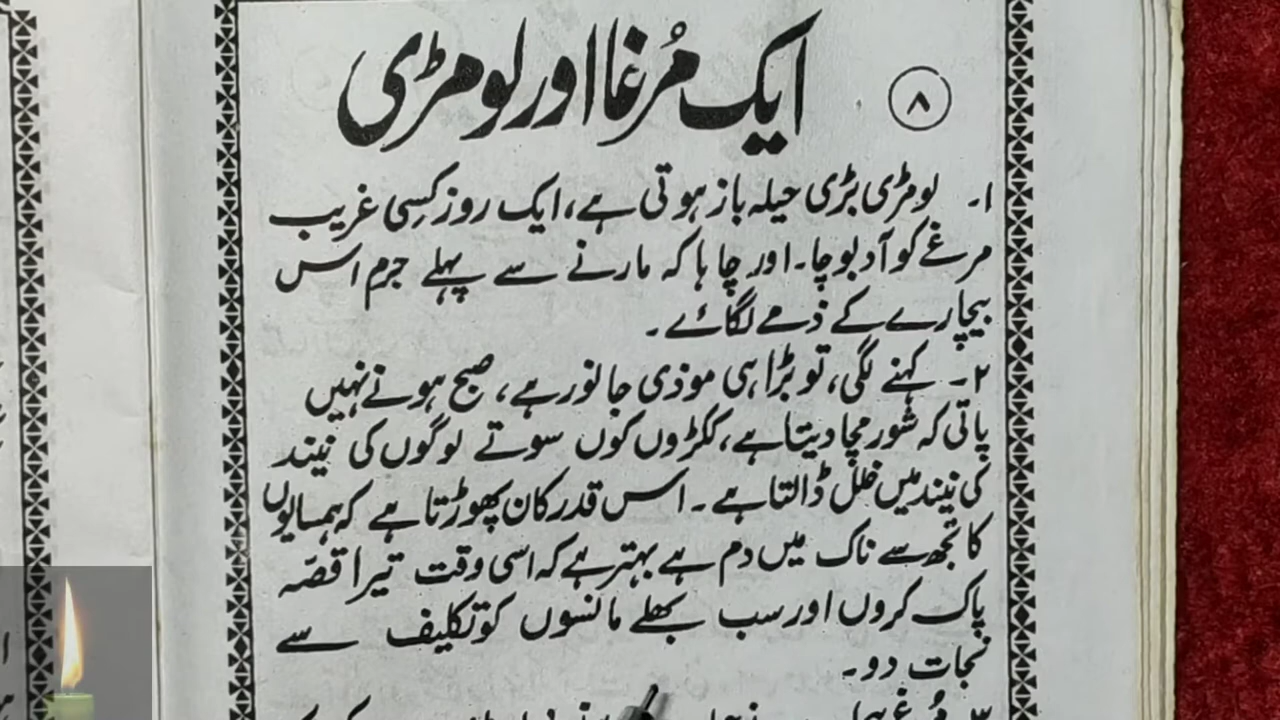 ۸
ایک مُرغا اور لومڑی
۱۔ لومڑی بڑی حیلہ باز ہوتی ہے، ایک روز کِسی غریب
مرغے کو آ دبوچا۔ اور چاہا کہ مارنے سے پہلے جرم اس
بیچارے کے ذمے لگائے۔
۲۔ کہنے لگی، تو بڑا ہی موذی جانور ہے، صبح ہونے نہیں
پاتی کہ شور مچا دیتا ہے، ککڑوں کوں سوتے لوگوں کی نیند
کی نیند میں خلل ڈالتا ہے۔ اس قدر کان پھوڑتا ہے کہ ہمسایوں
کا تجھ سے ناک میں دم ہے بہتر ہے کہ اسی وقت تیرا قصّہ
پاک کروں اور سب بھلے مانسوں کو تکلیف سے
نجات دو۔